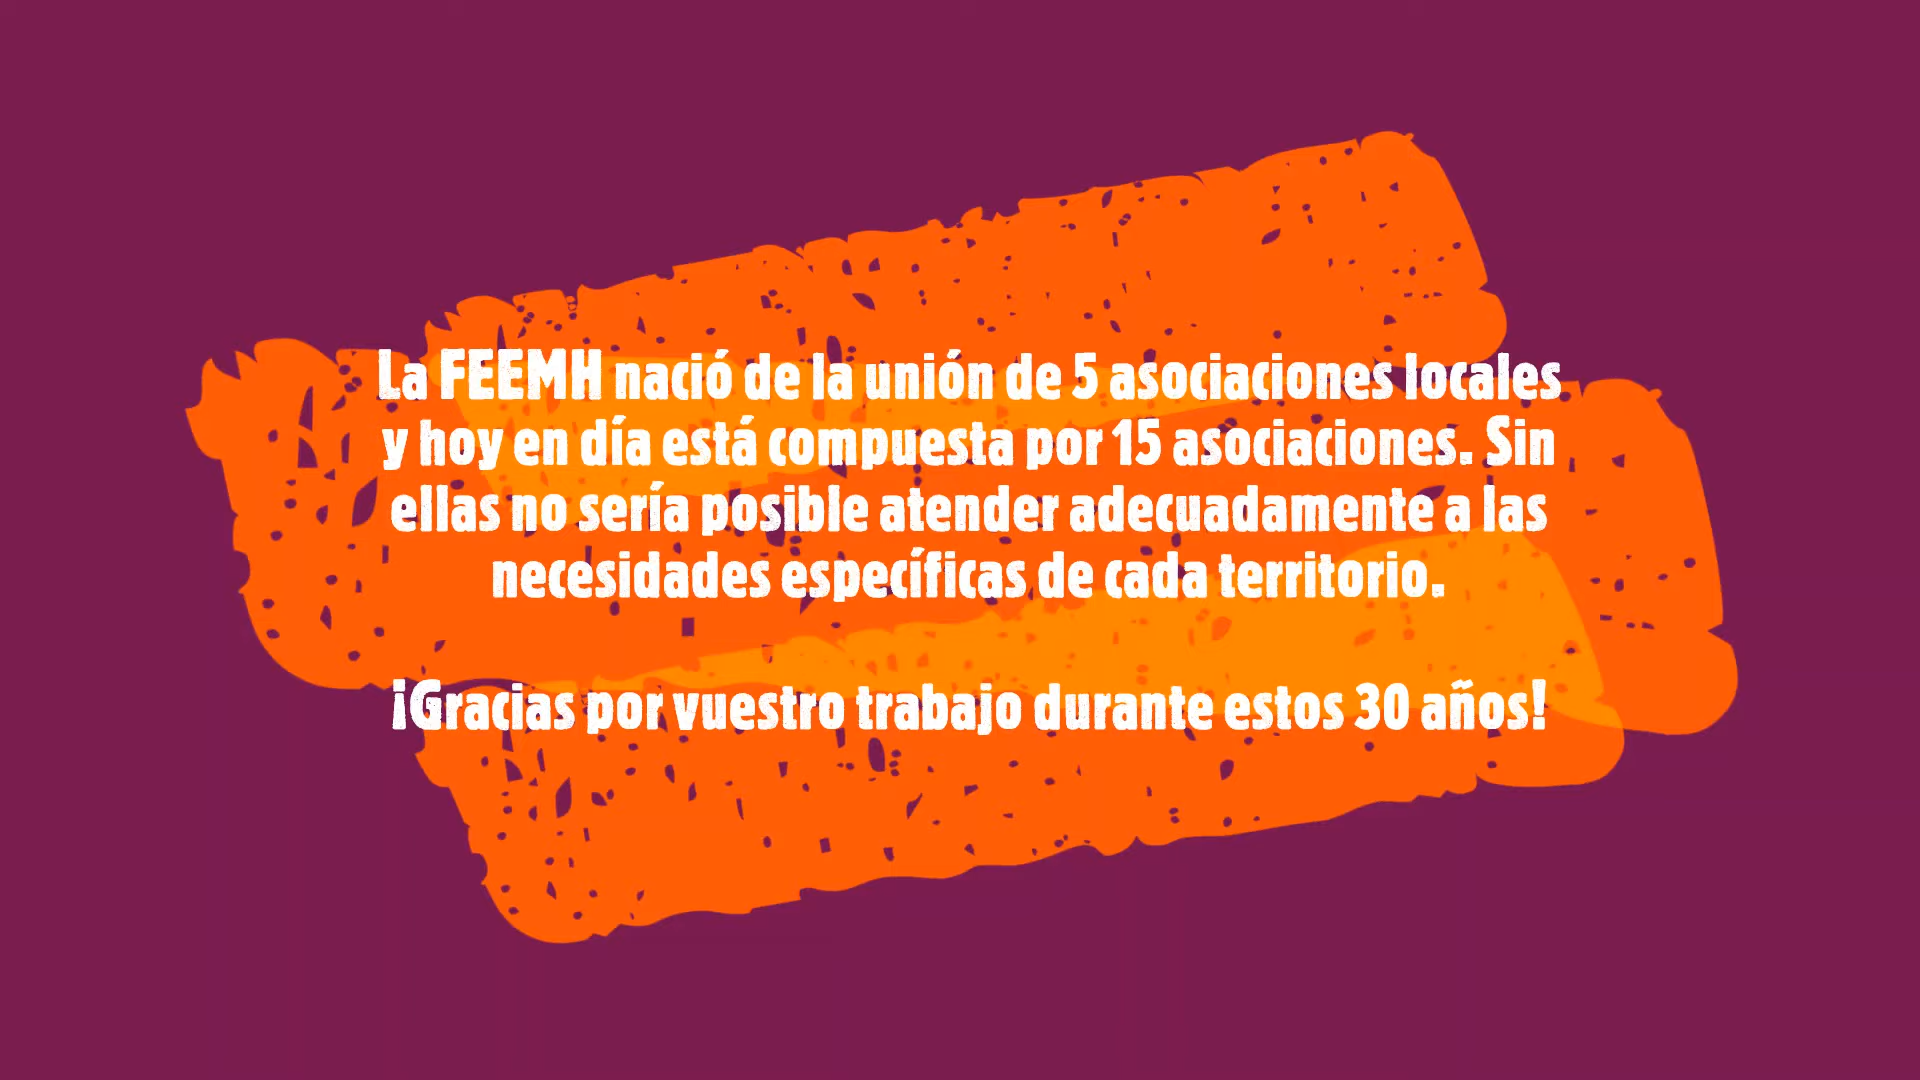 La FEEMH nació de la unión de 5 asociaciones locales
y hoy en día está compuesta por 15 asociaciones. Sin
ellas no sería posible atender adecuadamente a las
necesidades específicas de cada territorio.
¡Gracias por vuestro trabajo durante estos 30 años!